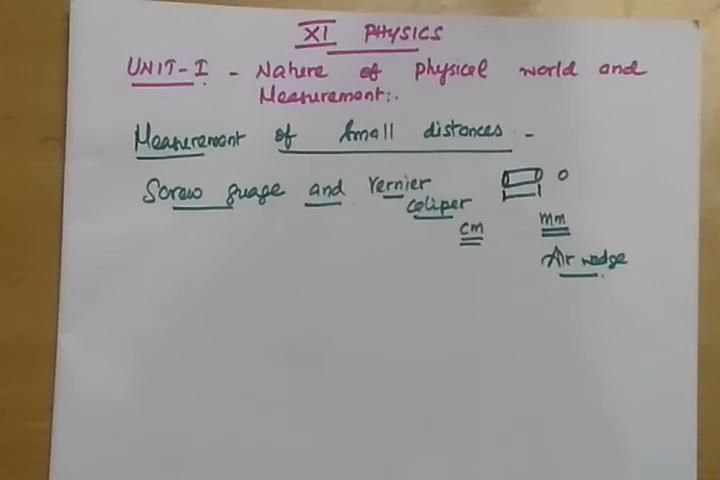 XI PHYSICS
UNIT-I - Nature of Physical world and
Measurement:.
Measurement of Small distances -
Screw guage and Vernier
caliper
cm mm
Air wedge